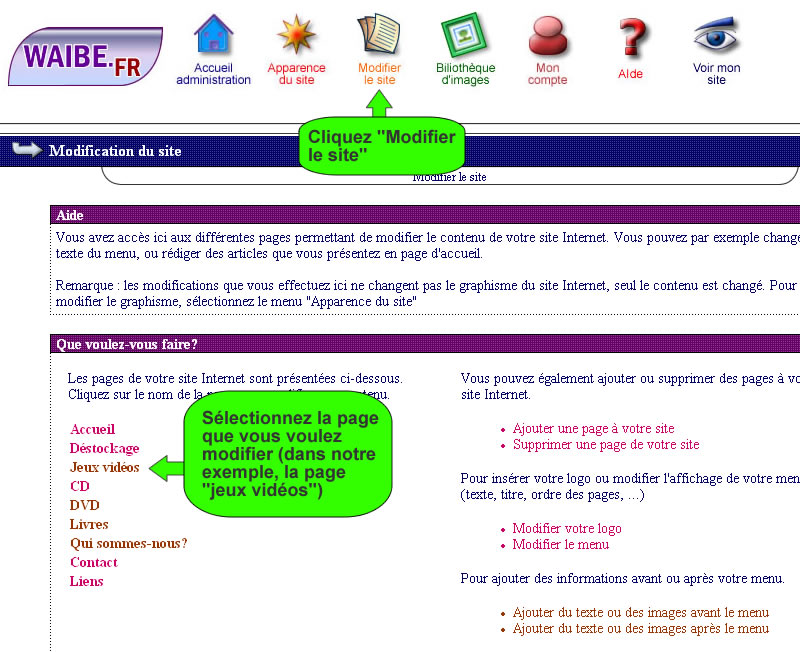 WAIBE.FR
Accueil
administration
Apparence
du site
Modifier
le site
Biliothèque
d'images
Mon
compte
AIde
Voir mon
site
Cliquez "Modifier
le site"
Modification du site
Modifier le site
Aide
Vous avez accès ici aux différentes pages permettant de modifier le contenu de votre site Internet. Vous pouvez par exemple change
texte du menu, ou rédiger des articles que vous présentez en page d'accueil.
Remarque : les modifications que vous effectuez ici ne changent pas le graphisme du site Internet, seul le contenu est changé. Pour
modifier le graphisme, sélectionnez le menu "Apparence du site"
Que voulez-vous faire?
Les pages de votre site Internet sont présentées ci-dessous.
Cliquez sur le nom de la
Sélectionnez la page
que vous voulez
modifier (dans notre
exemple, la page
"jeux vidéos")
Accueil
Déstockage
Jeux vidéos
CD
DVD
Livres
Qui sommes-nous?
Contact
Liens
Vous pouvez également ajouter ou supprimer des pages à vo
site Internet.
• Ajouter une page à votre site
• Supprimer une page de votre site
Pour insérer votre logo ou modifier l'affichage de votre men
(texte, titre, ordre des pages, ...)
• Modifier votre logo
• Modifier le menu
Pour ajouter des informations avant ou après votre menu.
• Ajouter du texte ou des images avant le menu
• Ajouter du texte ou des images après le menu